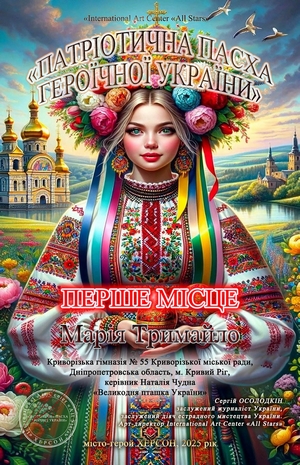 «International Art Center «All Stars»
«ПАТРІОТИЧНА ПАСХА
ГЕРОЇЧНОЇ УКРАЇНИ»
ПЕРШЕ МІСЦЕ
Марія Тримайло
Криворізька гімназія № 55 Криворізької міської ради,
Дніпропетровська область, м. Кривий Ріг,
керівник Наталія Чудна
«Великодня пташка України»
Сергій ОСОЛОДКІН
заслужений журналіст України,
заслужений діяч естрадного мистецтва України,
Арт-директор International Art Center «All Stars»
місто-герой ХЕРСОН, 2025 рік